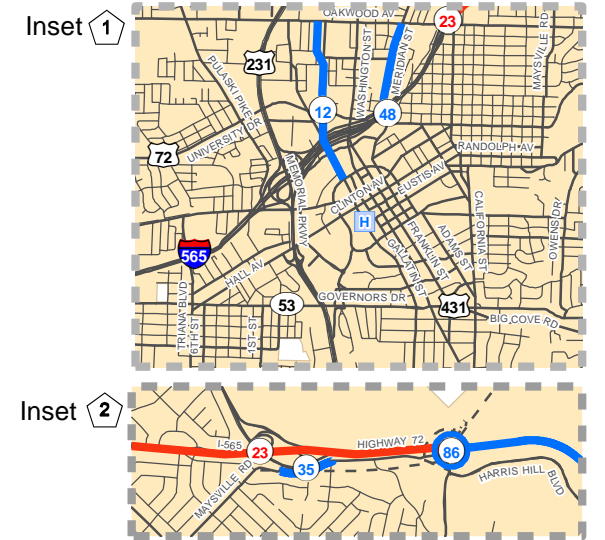 Inset 1
OAKWOOD AV
23
MAYSVILLE RD
WASHINGTON ST
MERIDIAN ST
231
PULASKI PIKE
12
48
UNIVERSITY DR
72
RANDOLPH AV
MEMORIAL PKWY
EUSTIS AV
CLINTON AV
H
CALIFORNIA ST
OWENS DR
FRANKLIN ST
ADAMS ST
GALLATIN ST
565
HALL AV
GOVERNORS DR
53
431
TRIANA BLVD
6TH ST
1ST ST
BIG COVE RD
Inset 2
I-565
HIGHWAY 72
23
35
86
MAYSVILLE RD
HARRIS HILL BLVD